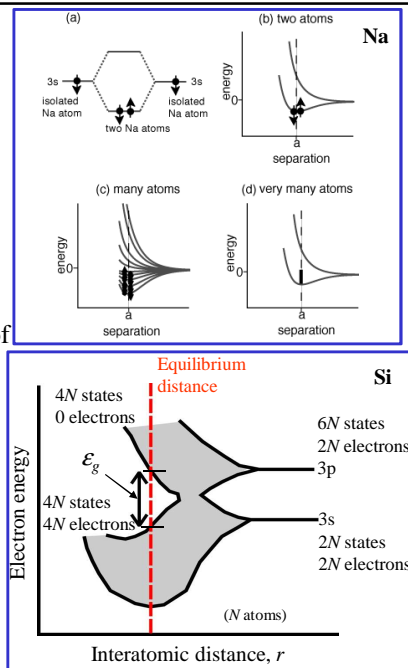 (a)
3s
3s
isolated
Na atom
isolated
Na atom
two Na atoms
(b) two atoms
Na
energy
0
a
separation
(c) many atoms
energy
0
a
separation
(d) very many atoms
energy
0
a
separation
of
Equilibrium
distance
Si
4N states
0 electrons
6N states
2N electrons
3p
εg
4N states
4N electrons
3s
2N states
2N electrons
Electron energy
(N atoms)
Interatomic distance, r